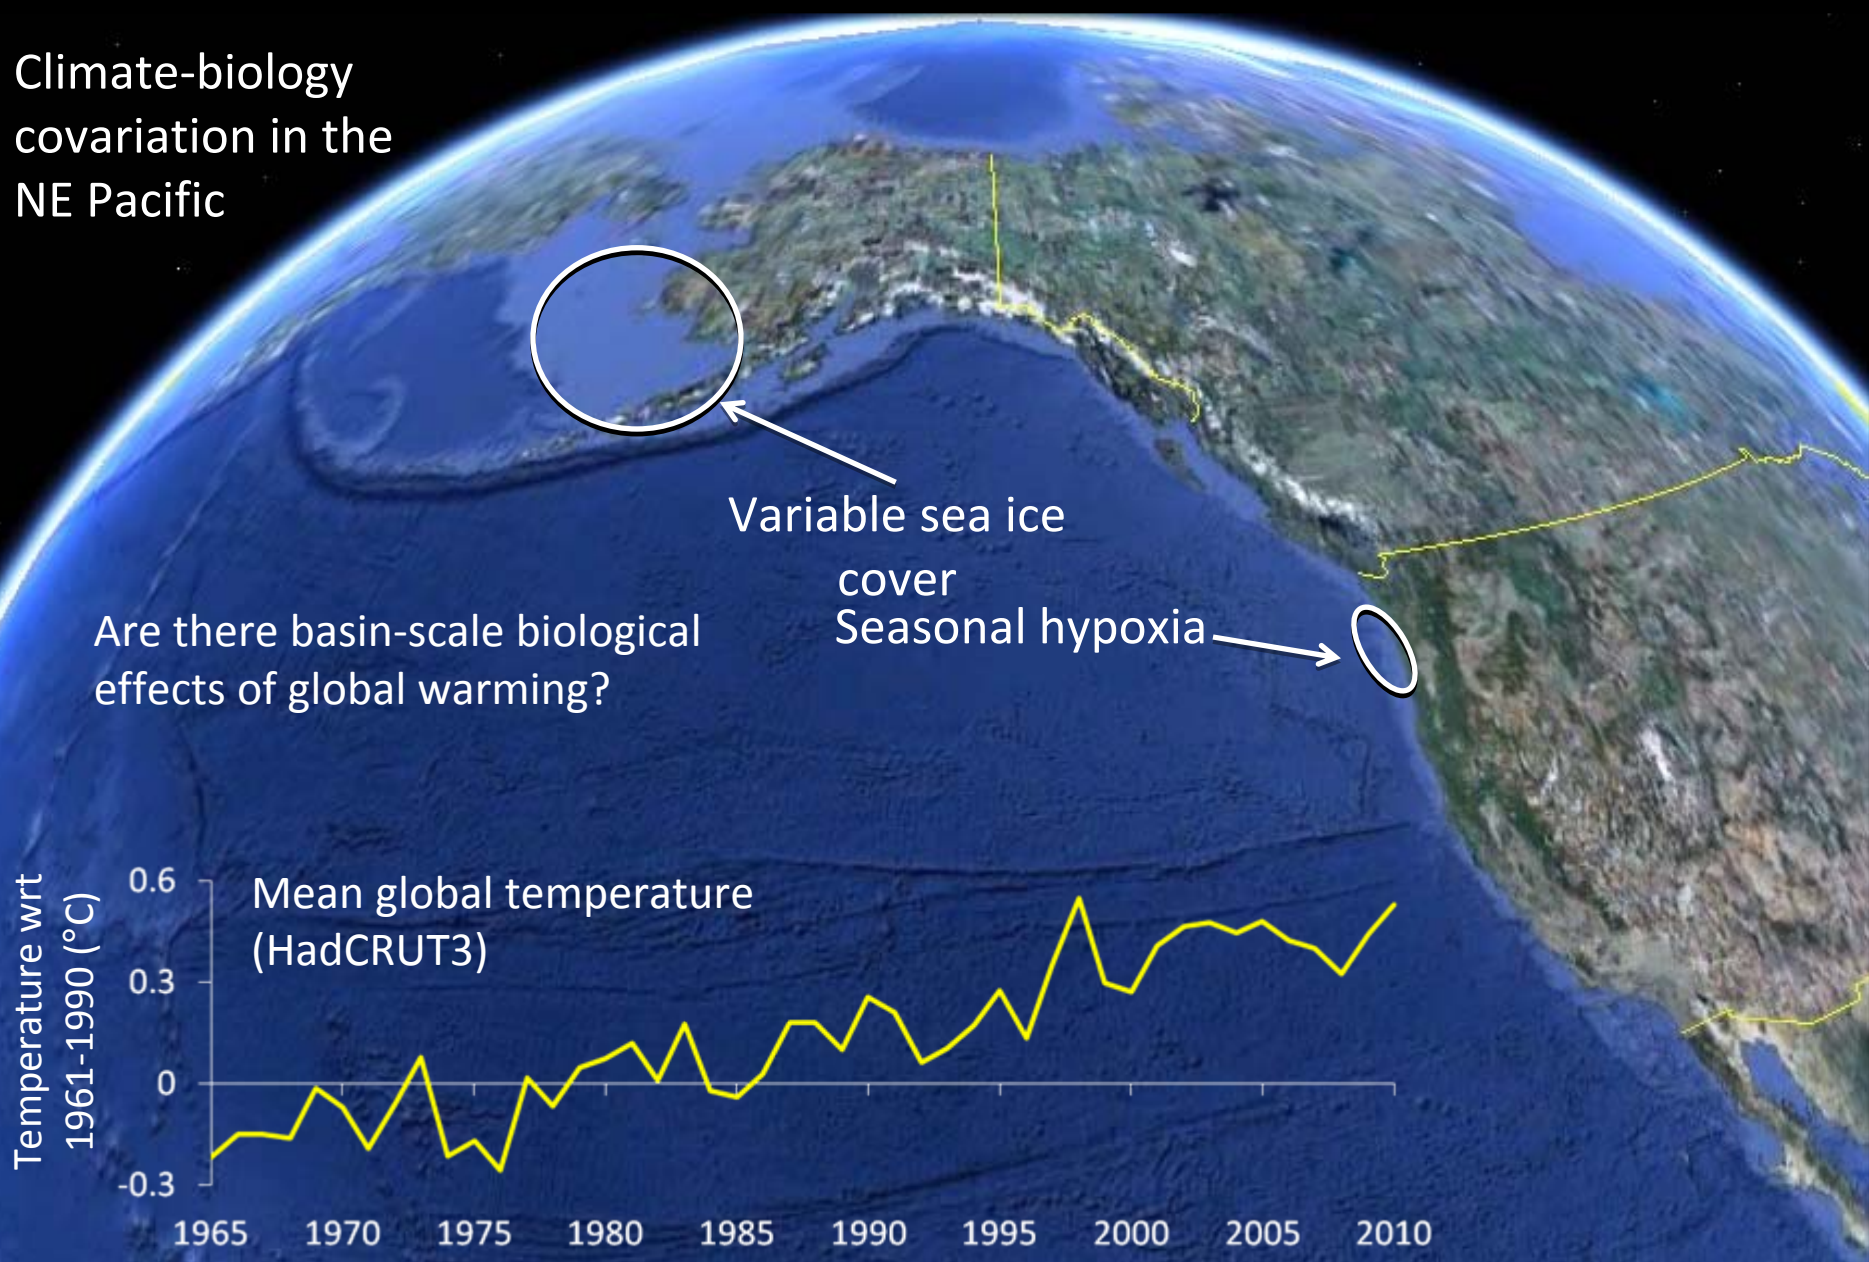 Climate-biology
covariation in the
NE Pacific
Variable sea ice
cover
Seasonal hypoxia
Are there basin-scale biological
effects of global warming?
Mean global temperature
(HadCRUT3)
Temperature wrt
1961-1990 (°C)
0.6
0.3
0
-0.3
1965 1970 1975 1980 1985 1990 1995 2000 2005 2010